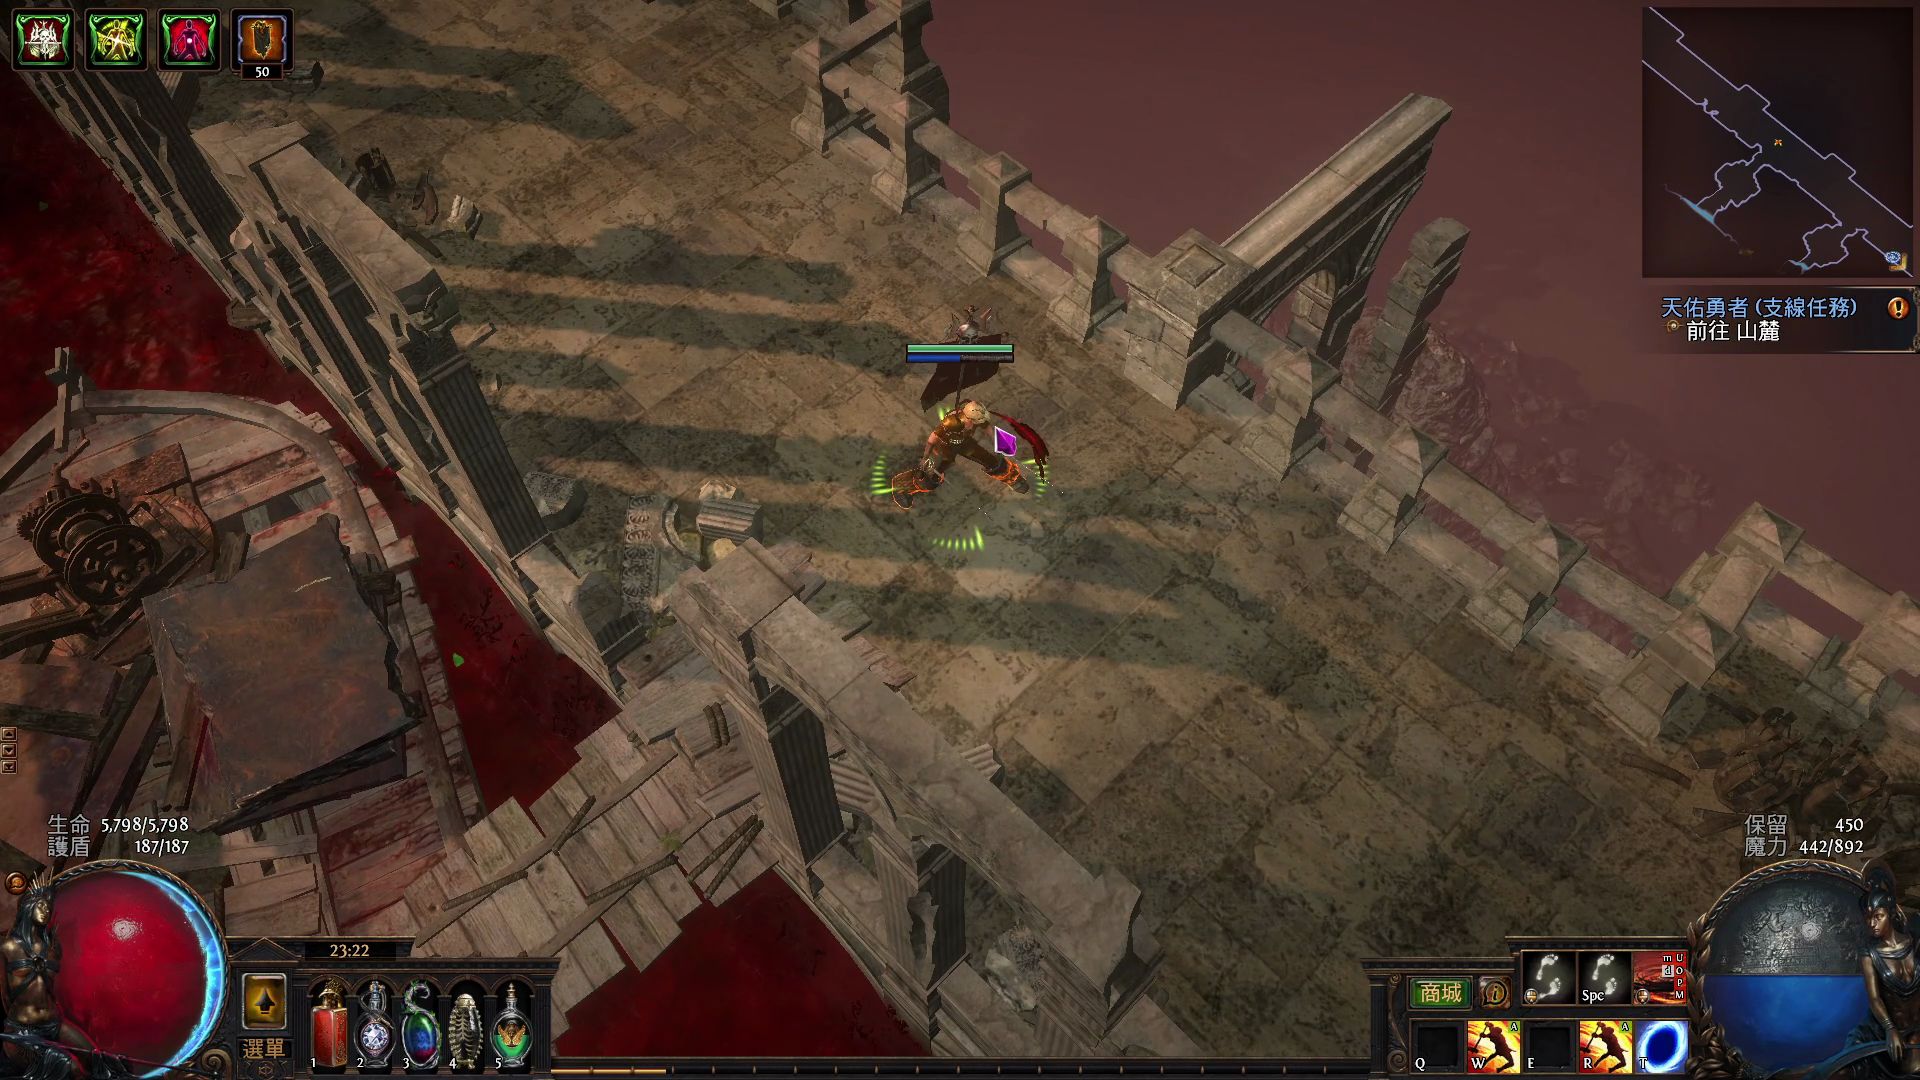 50
天佑勇者 (支線任務)
前往 山麓
生命 5,798/5,798
護盾 187/187
保留 450
魔力 442/892
23:22
選單
1 2 3 4 5
商城
Spc
Q W E R T
A A